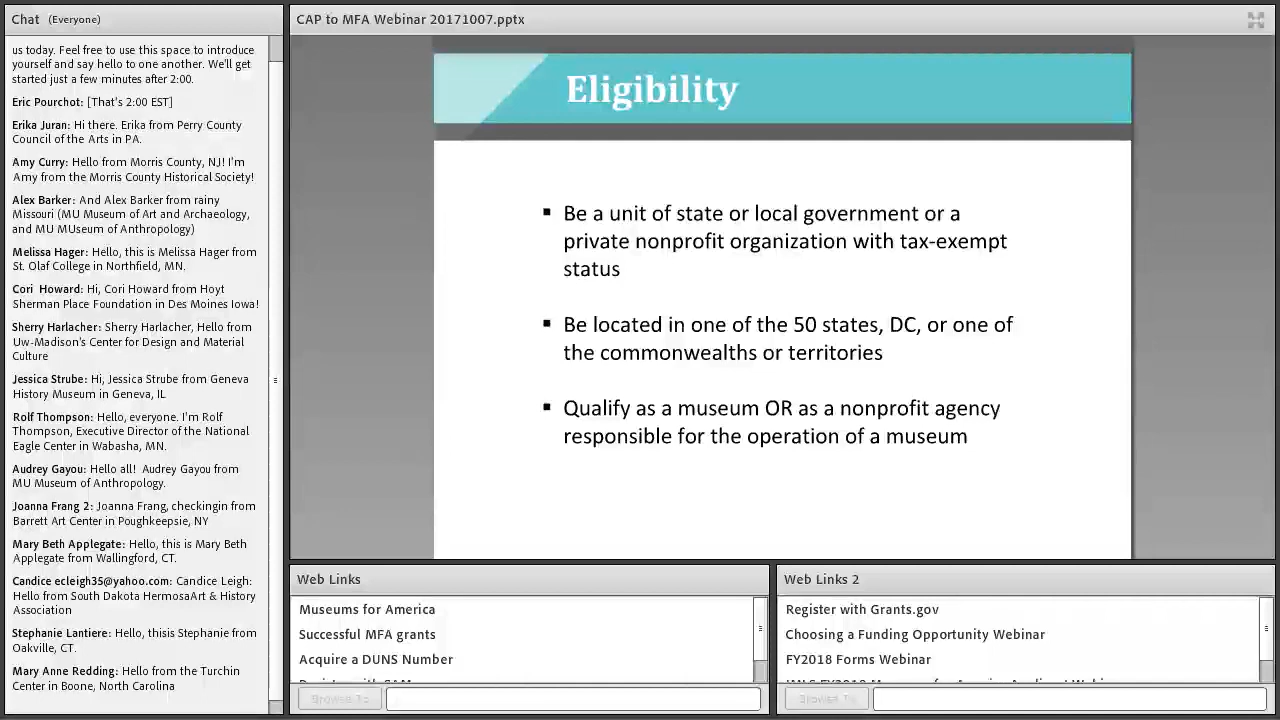 Chat (Everyone)
us today. Feel free to use this space to introduce
yourself and say hello to one another. We'll get
started just a few minutes after 2:00.
Eric Pourchot: [That's 2:00 EST]
Erika Juran: Hi there. Erika from Perry County
Council of the Arts in PA.
Amy Curry: Hello from Morris County, NJ! I'm
Amy from the Morris County Historical Society!
Alex Barker: And Alex Barker from rainy
Missouri (MU Museum of Art and Archaeology,
and MU MUseum of Anthropology)
Melissa Hager: Hello, this is Melissa Hager from
St. Olaf College in Northfield, MN.
Cori Howard: Hi, Cori Howard from Hoyt
Sherman Place Foundation in Des Moines Iowa!
Sherry Harlacher: Sherry Harlacher, Hello from
Uw-Madison's Center for Design and Material
Culture
Jessica Strube: Hi, Jessica Strube from Geneva
History Museum in Geneva, IL
Rolf Thompson: Hello, everyone. I'm Rolf
Thompson, Executive Director of the National
Eagle Center in Wabasha, MN.
Audrey Gayou: Hello all! Audrey Gayou from
MU Museum of Anthropology.
Joanna Frang 2: Joanna Frang, checkingin from
Barrett Art Center in Poughkeepsie, NY
Mary Beth Applegate: Hello, this is Mary Beth
Applegate from Wallingford, CT.
Candice ecleigh35@yahoo.com: Candice Leigh:
Hello from South Dakota HermosaArt & History
Association
Stephanie Lantiere: Hello, thisis Stephanie from
Oakville, CT.
Mary Anne Redding: Hello from the Turchin
Center in Boone, North Carolina
CAP to MFA Webinar 20171007.pptx
Eligibility
▪ Be a unit of state or local government or a
private nonprofit organization with tax-exempt
status
▪ Be located in one of the 50 states, DC, or one of
the commonwealths or territories
▪ Qualify as a museum OR as a nonprofit agency
responsible for the operation of a museum
Web Links
Museums for America
Successful MFA grants
Acquire a DUNS Number
Browse To
Web Links 2
Register with Grants.gov
Choosing a Funding Opportunity Webinar
FY2018 Forms Webinar
Browse To